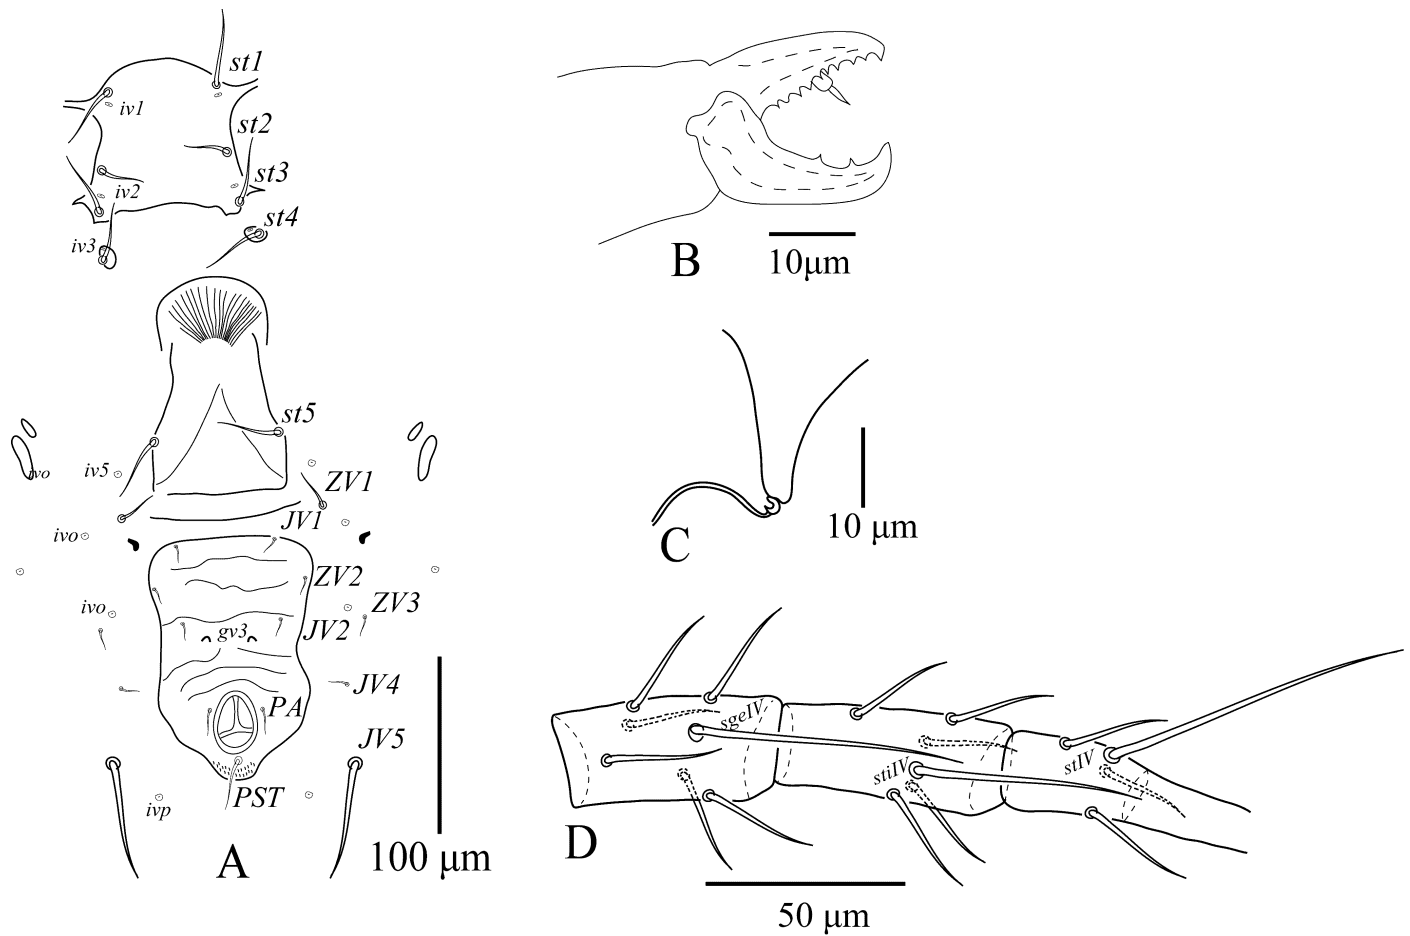 st1
iv1
st2
st3
iv2
st4
iv3
st5
ivo
iv5
ZV1
JV1
ivo
ZV2
ivo
ZV3
gv3
JV2
JV4
PA
JV5
PST
ivp
A
100 μm
B
10μm
C
10 μm
sgeIV
stiIV
stIV
D
50 μm